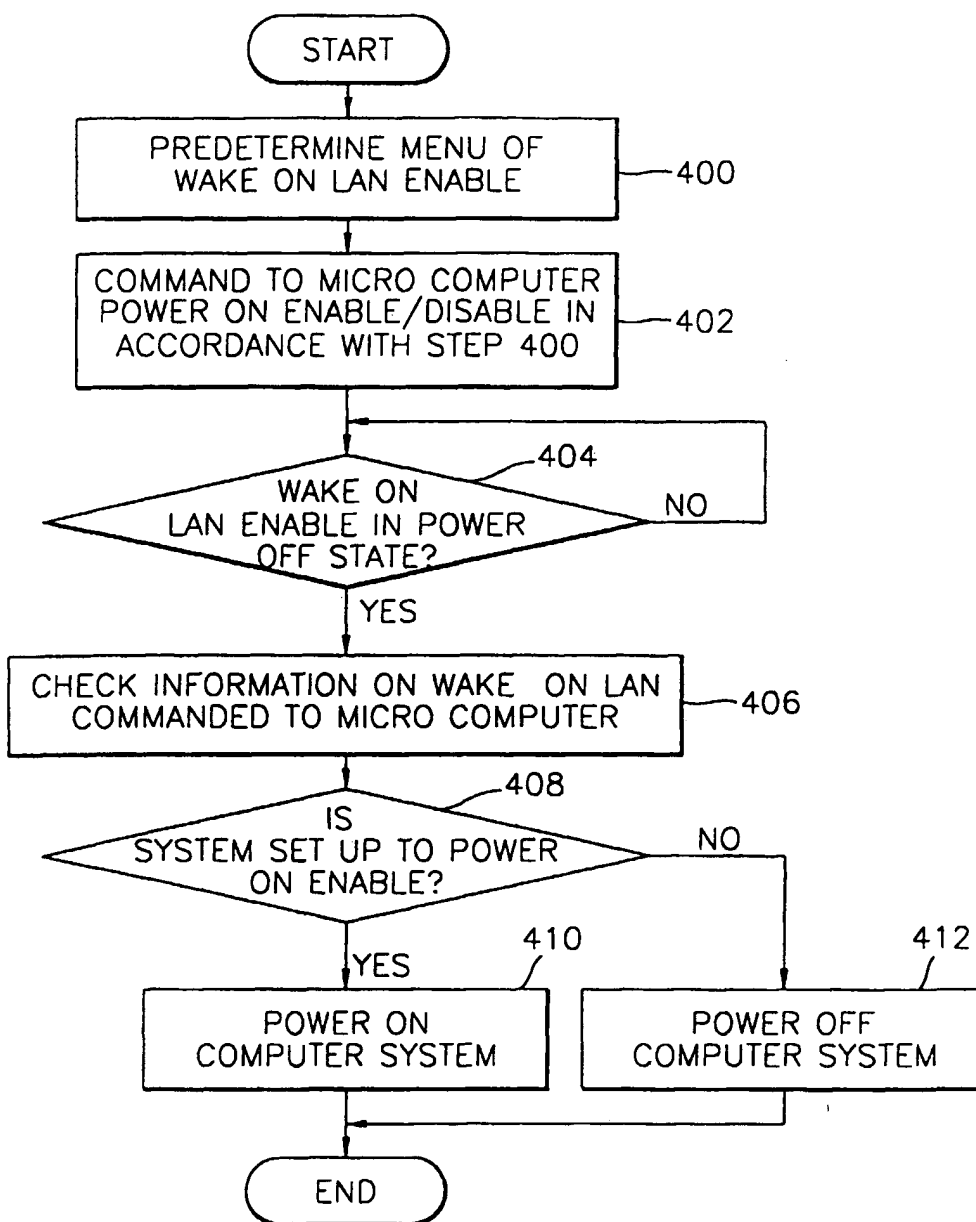 START
PREDETERMINE MENU OF
WAKE ON LAN ENABLE
400
COMMAND TO MICRO COMPUTER
POWER ON ENABLE/DISABLE IN
ACCORDANCE WITH STEP 400
402
404
WAKE ON
LAN ENABLE IN POWER
OFF STATE?
NO
YES
CHECK INFORMATION ON WAKE ON LAN
COMMANDED TO MICRO COMPUTER
406
408
IS
SYSTEM SET UP TO POWER
ON ENABLE?
NO
YES
410
412
POWER ON
COMPUTER SYSTEM
POWER OFF
COMPUTER SYSTEM
END